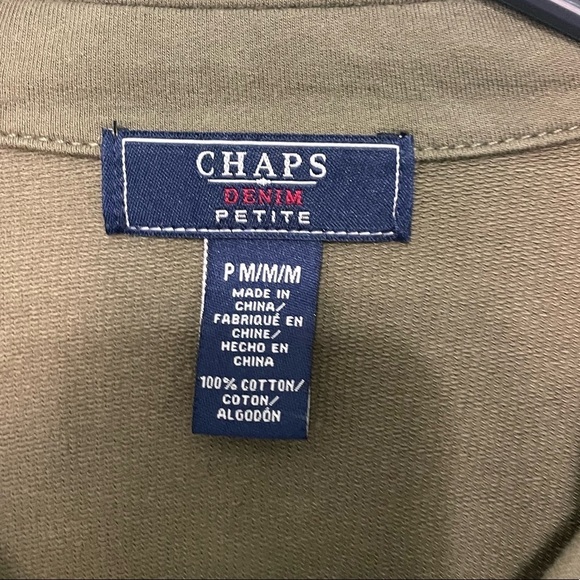 CHAPS
DENIM
PETITE
P M/M/M
MADE IN
CHINA/
FABRIQUÉ EN
CHINE/
HECHO EN
CHINA
100% COTTON/
COTON/
ALGODÓN